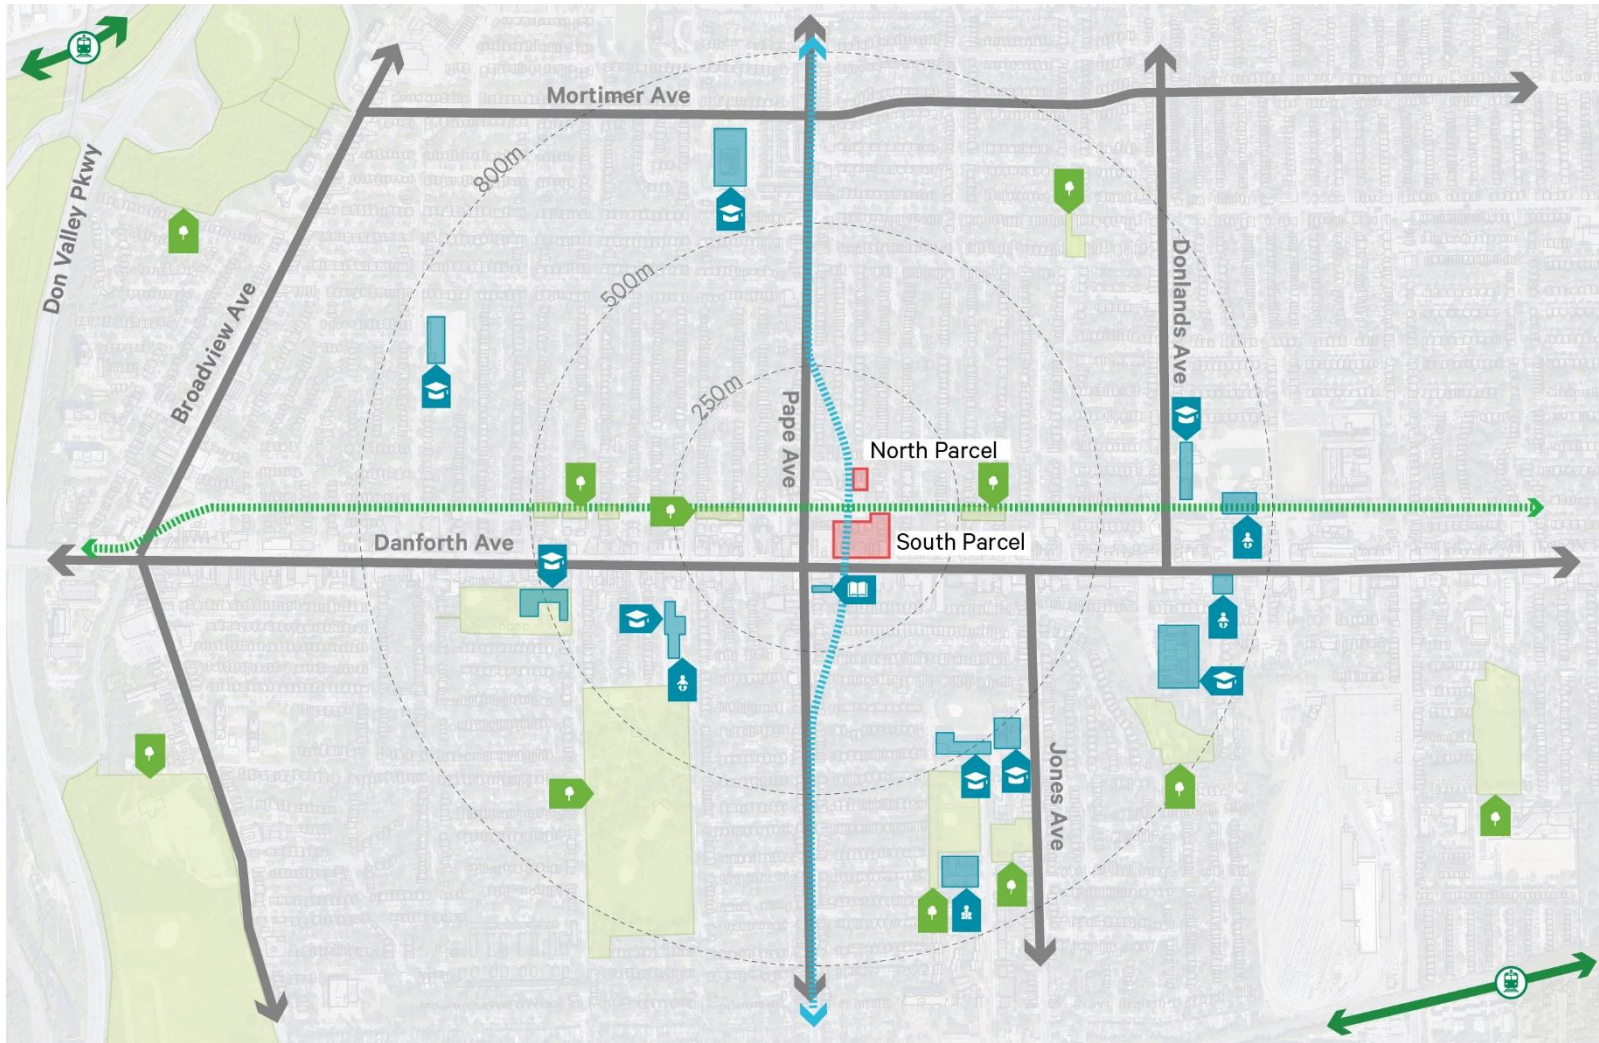 Mortimer Ave
800m
Don Valley Pkwy
500m
Donlands Ave
Broadview Ave
250m
Pape Ave
North Parcel
Danforth Ave
South Parcel
Jones Ave